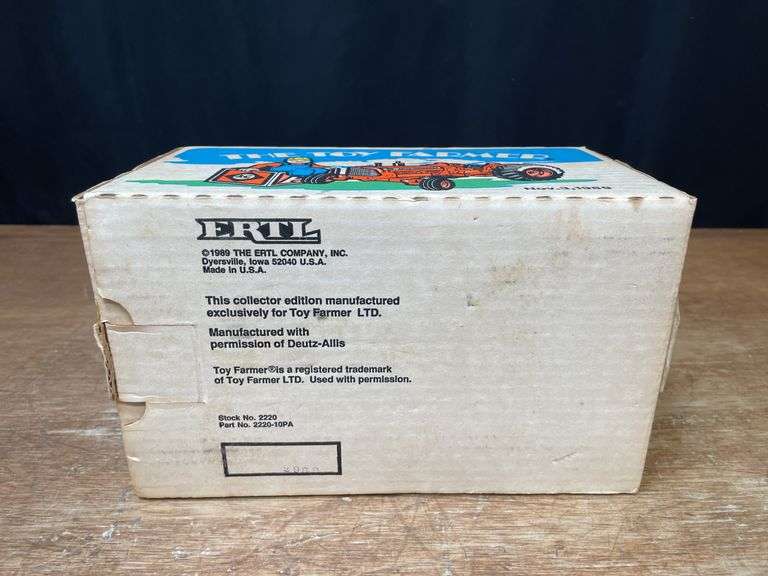 THE TOY FARMER
Nov.3,1989
ERTL
©1989 THE ERTL COMPANY, INC.
Dyersville, Iowa 52040 U.S.A.
Made in U.S.A.
This collector edition manufactured
exclusively for Toy Farmer LTD.
Manufactured with
permission of Deutz-Allis
Toy Farmer®is a registered trademark
of Toy Farmer LTD. Used with permission.
Stock No. 2220
Part No. 2220-10PA